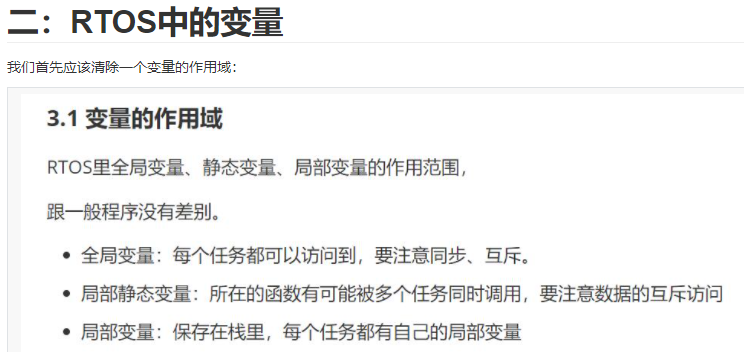 二：RTOS中的变量
我们首先应该清除一个变量的作用域：
3.1 变量的作用域
RTOS里全局变量、静态变量、局部变量的作用范围，
跟一般程序没有差别。
• 全局变量：每个任务都可以访问到，要注意同步、互斥。
• 局部静态变量：所在的函数有可能被多个任务同时调用，要注意数据的互斥访问
• 局部变量：保存在栈里，每个任务都有自己的局部变量